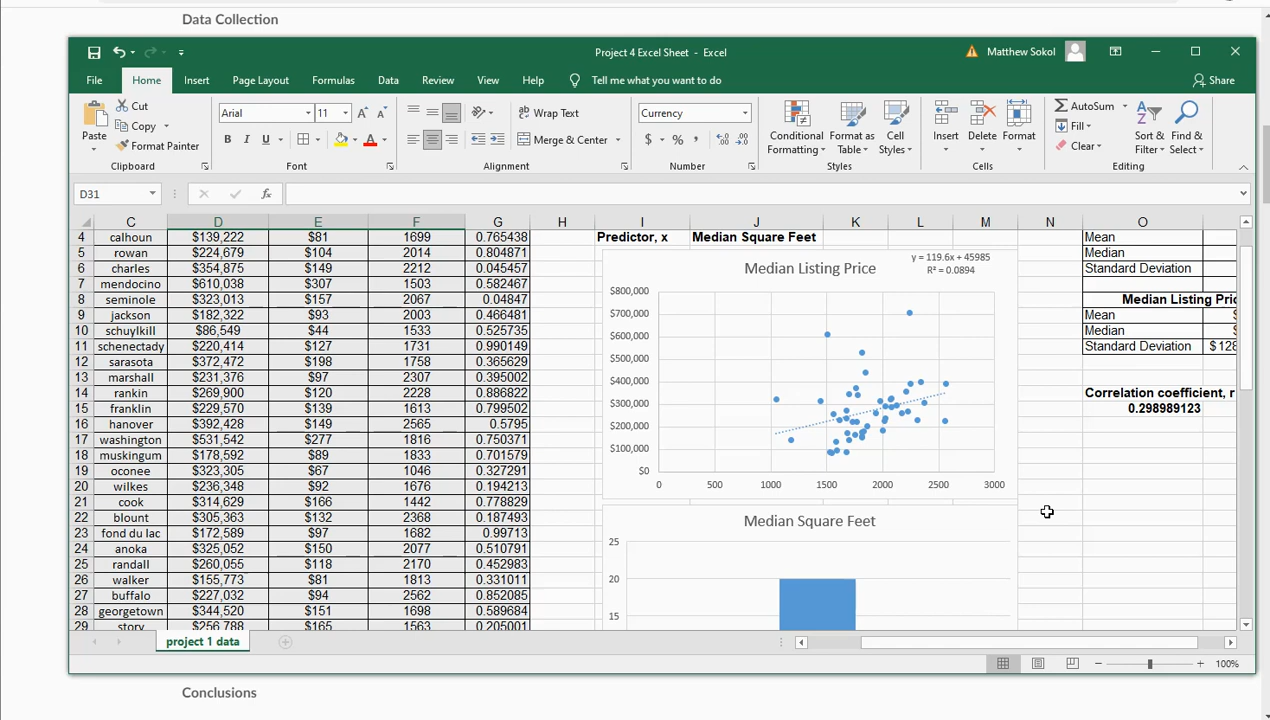 Data Collection
Project 4 Excel Sheet - Excel
Matthew Sokol
File Home Insert Page Layout Formulas Data Review View Help Tell me what you want to do Share
Paste
Cut
Copy
Format Painter
Clipboard
Arial 11
B I U
Font
Wrap Text
Merge & Center
Alignment
Currency
$ %
Number
Conditional Formatting
Format as Table
Cell Styles
Styles
Insert
Delete
Format
Cells
AutoSum
Fill
Clear
Sort & Filter
Find & Select
Editing
D31
fx
C D E F G H I J K L M N O
4 calhoun $139,222 $81 1699 0.765438
5 rowan $224,679 $104 2014 0.804871
6 charles $354,875 $149 2212 0.045457
7 mendocino $610,038 $307 1503 0.582467
8 seminole $323,013 $157 2067 0.04847
9 jackson $182,322 $93 2003 0.466481
10 schuylkill $86,549 $44 1533 0.525735
11 schenectady $220,414 $127 1731 0.990149
12 sarasota $372,472 $198 1758 0.365629
13 marshall $231,376 $97 2307 0.395002
14 rankin $269,900 $120 2228 0.886822
15 franklin $229,570 $139 1613 0.799502
16 hanover $392,428 $149 2565 0.5795
17 washington $531,542 $277 1816 0.750371
18 muskingum $178,592 $89 1833 0.701579
19 oconee $323,305 $67 1046 0.327291
20 wilkes $236,348 $92 1676 0.194213
21 cook $314,629 $166 1442 0.778829
22 blount $305,363 $132 2368 0.187493
23 fond du lac $172,589 $97 1682 0.99713
24 anoka $325,052 $150 2077 0.510791
25 randall $260,055 $118 2170 0.452983
26 walker $155,773 $81 1813 0.331011
27 buffalo $227,032 $94 2562 0.852085
28 georgetown $344,520 $151 1698 0.589684
29 story $256,788 $165 1563 0.205001
Predictor, x Median Square Feet
Median Listing Price
y = 119.6x + 45985
R² = 0.0894
$800,000
$700,000
$600,000
$500,000
$400,000
$300,000
$200,000
$100,000
$0
0 500 1000 1500 2000 2500 3000
Median Square Feet
25
20
15
Mean
Median
Standard Deviation
Median Listing Pric
Mean
Median
Standard Deviation $128
Correlation coefficient, r
0.298989123
project 1 data
100%
Conclusions